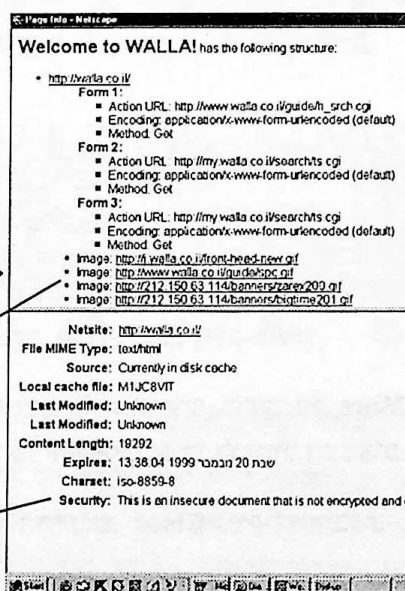 Page Info - Netscape
Welcome to WALLA! has the following structure:
• http://walla.co.il/
Form 1:
▪ Action URL: http://www.walla.co.il/guide/h_srch.cgi
▪ Encoding: application/x-www-form-urlencoded (default)
▪ Method: Get
Form 2:
▪ Action URL: http://my.walla.co.il/search/ts.cgi
▪ Encoding: application/x-www-form-urlencoded (default)
▪ Method: Get
Form 3:
▪ Action URL: http://my.walla.co.il/search/ts.cgi
▪ Encoding: application/x-www-form-urlencoded (default)
▪ Method: Get
• Image: http://i.walla.co.il/front-head-new.gif
• Image: http://www.walla.co.il/guide/spc.gif
• Image: http://212.150.63.114/banners/zarex200.gif
• Image: http://212.150.63.114/banners/bigtime201.gif
Netsite: http://walla.co.il/
File MIME Type: text/html
Source: Currently in disk cache
Local cache file: M1JC8VIT
Last Modified: Unknown
Last Modified: Unknown
Content Length: 19292
Expires: שבת 20 נובמבר 1999 13:38:04
Charset: iso-8859-8
Security: This is an insecure document that is not encrypted and
Start